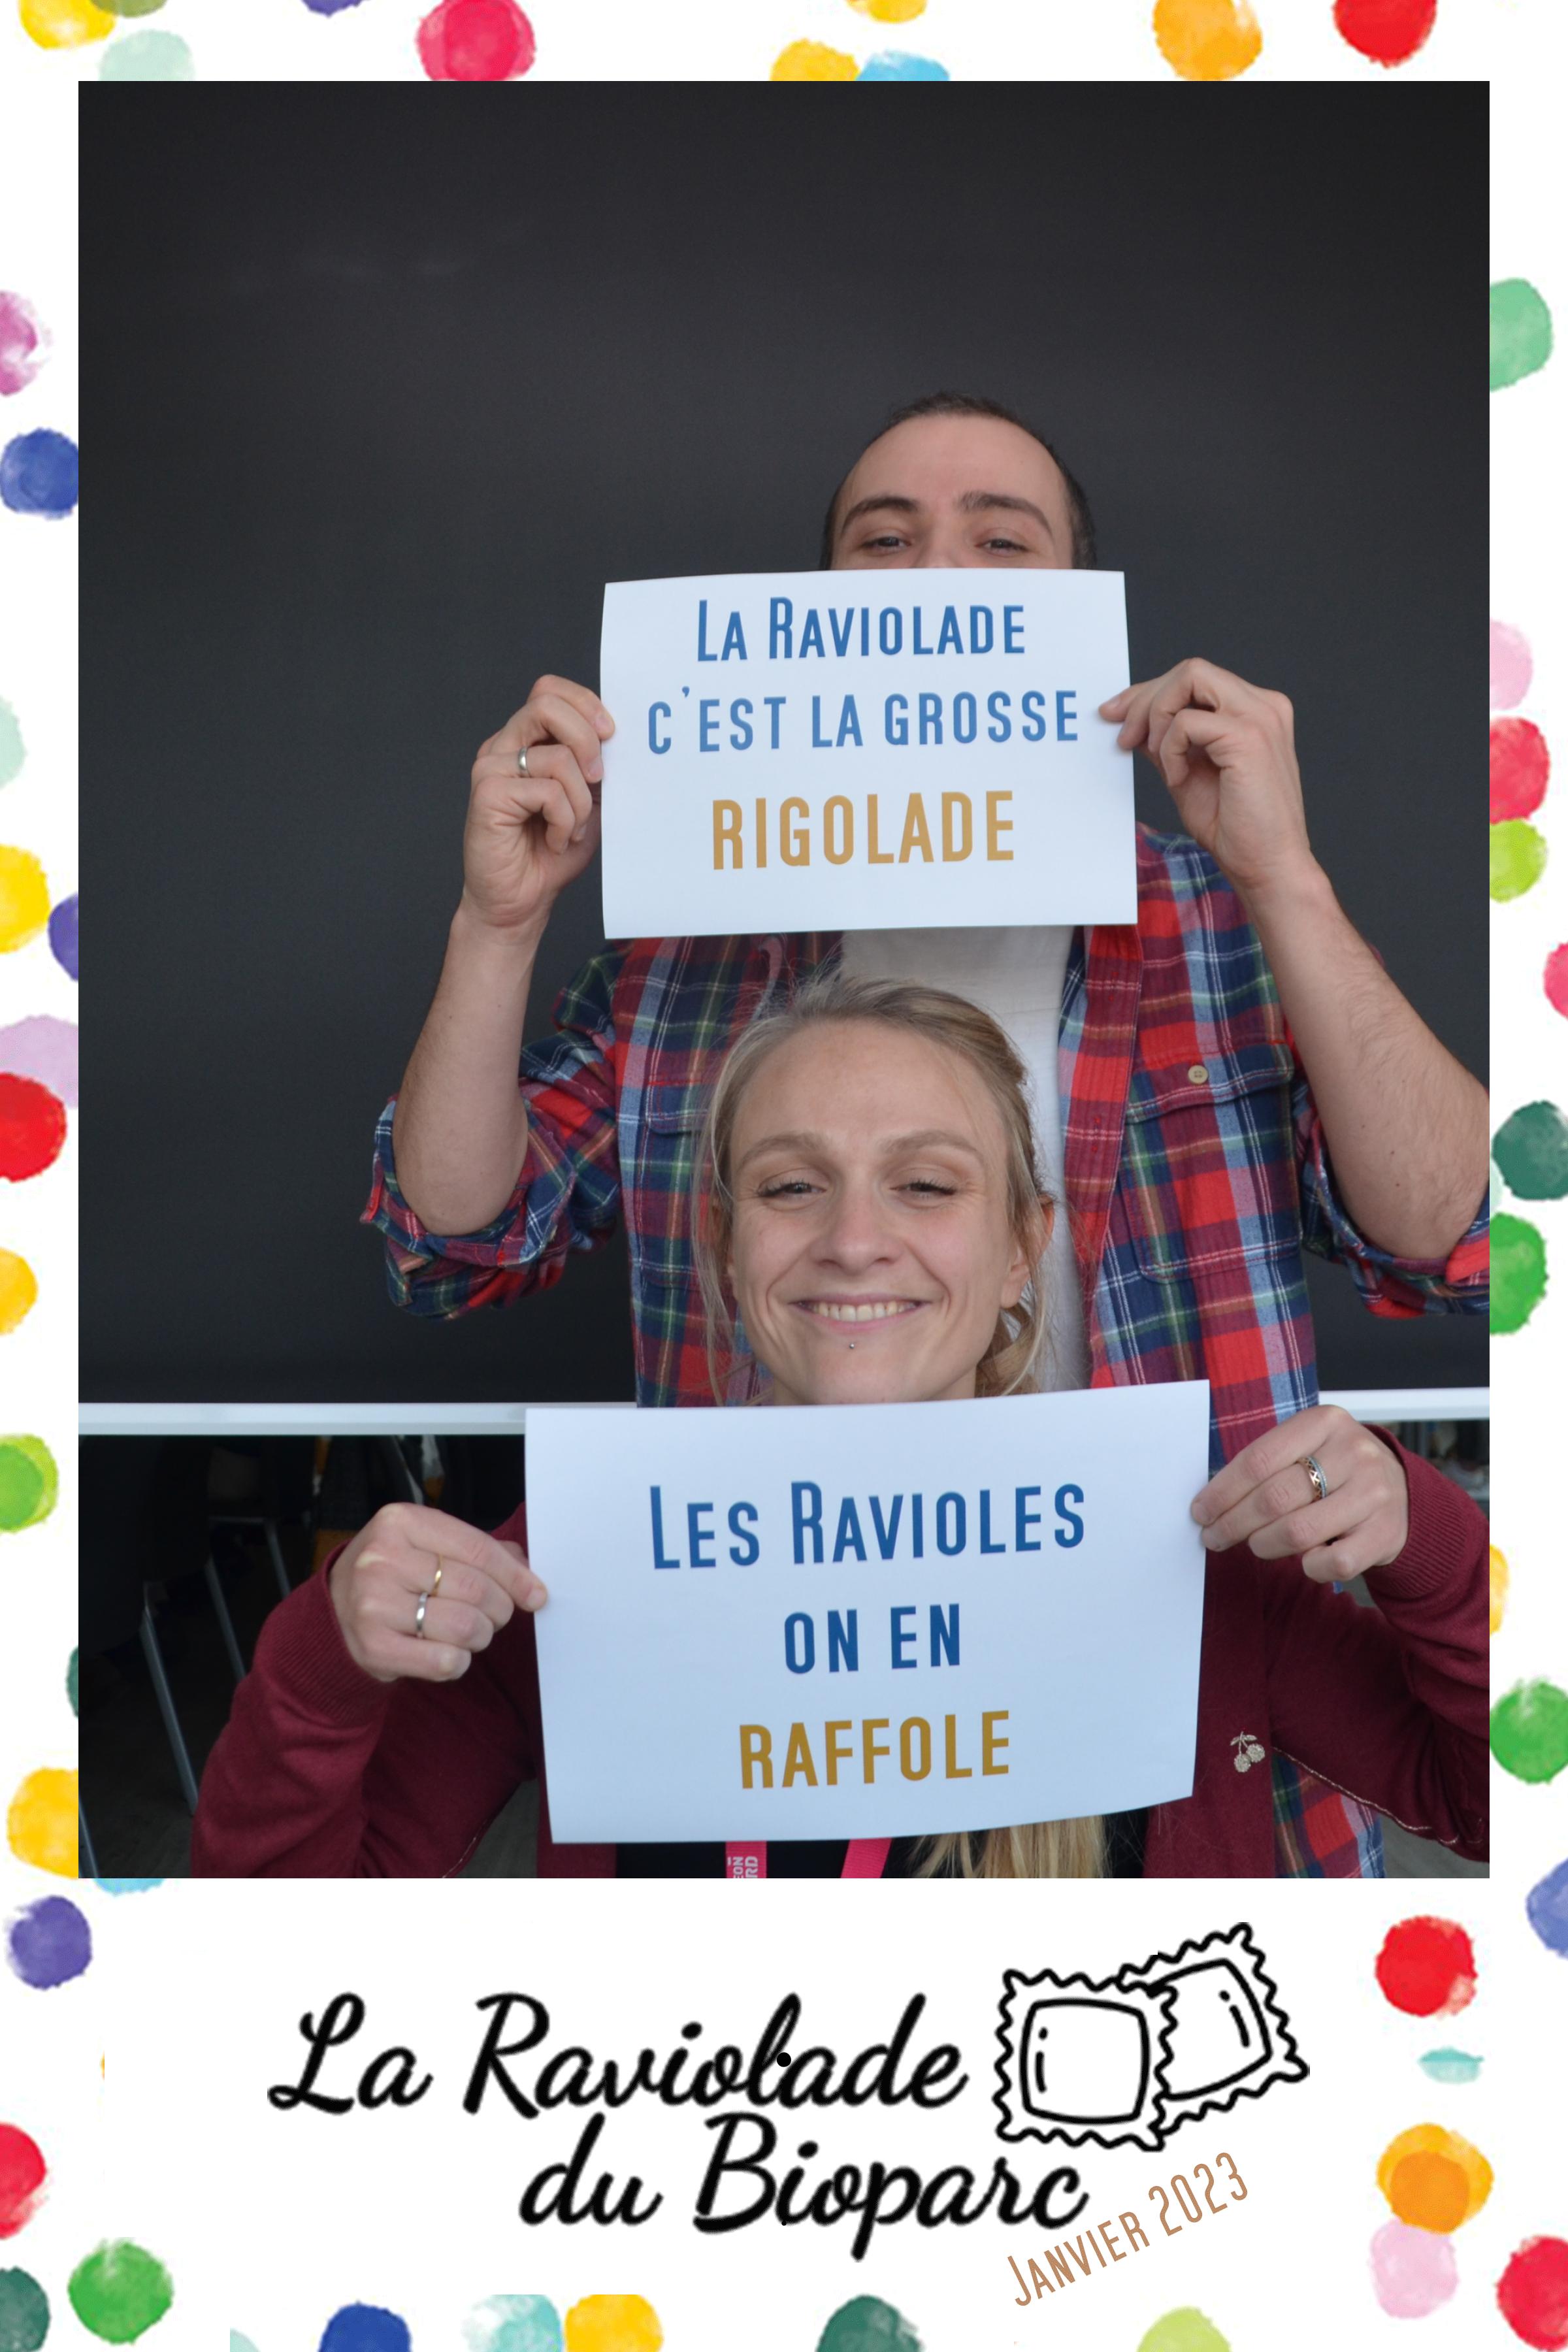 La Raviolade
c'est la grosse
rigolade
Les Ravioles
on en
raffole
La Raviolade
du Bioparc
Janvier 2023